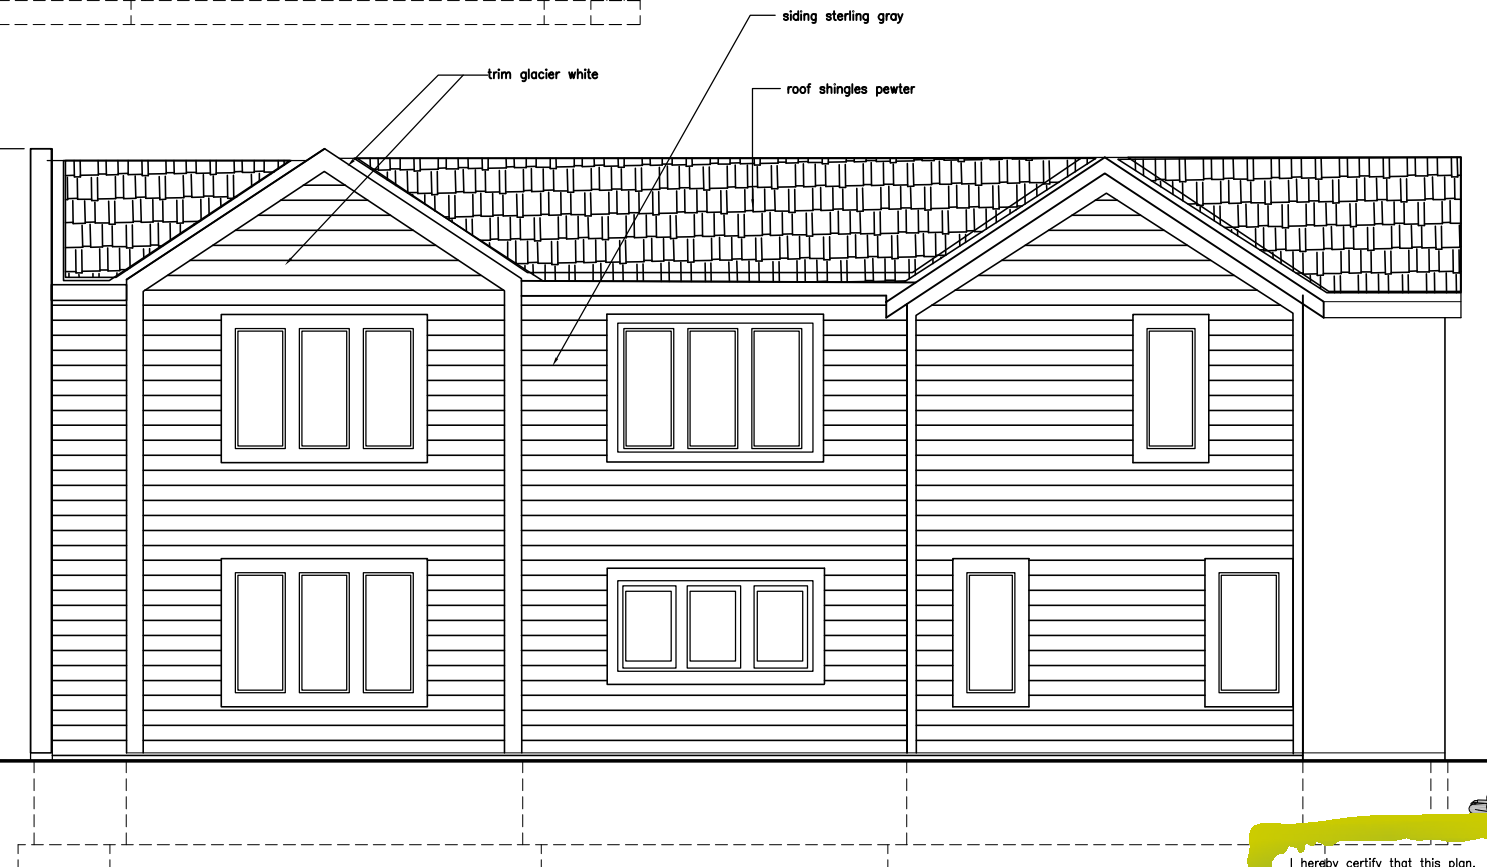 siding sterling gray
trim glacier white
roof shingles pewter
I hereby certify that this plan,